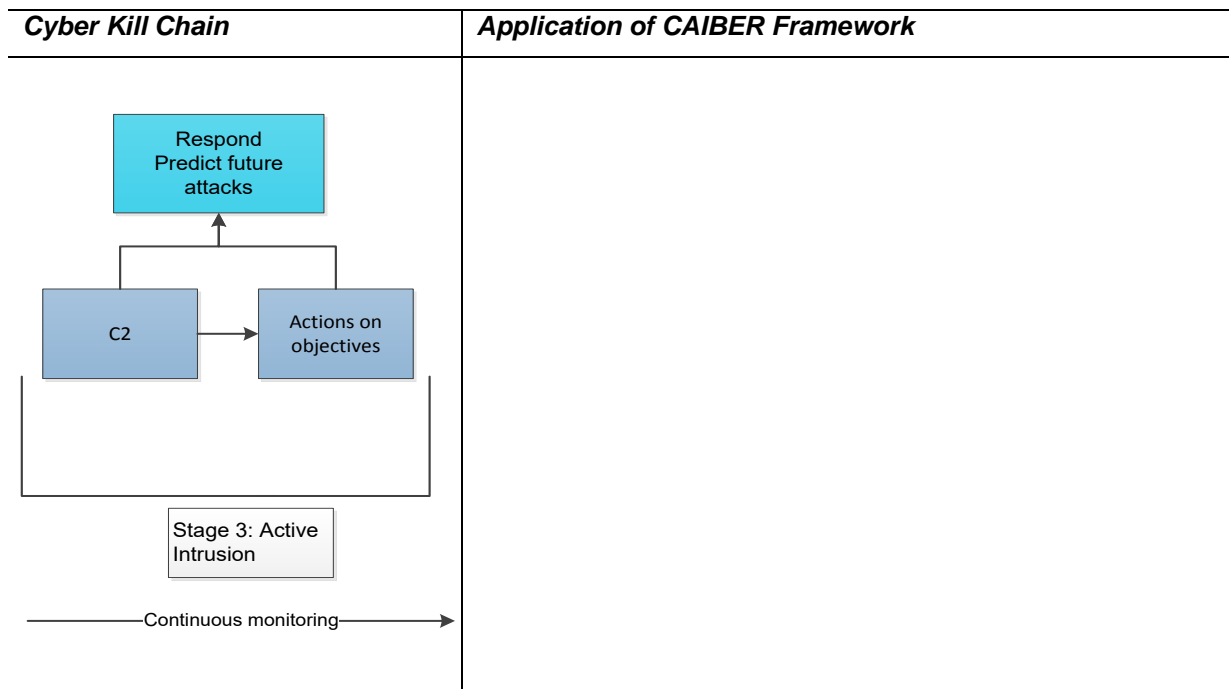 Cyber Kill Chain
Application of CAIBER Framework
Respond
Predict future
attacks
C2
Actions on
objectives
Stage 3: Active
Intrusion
Continuous monitoring